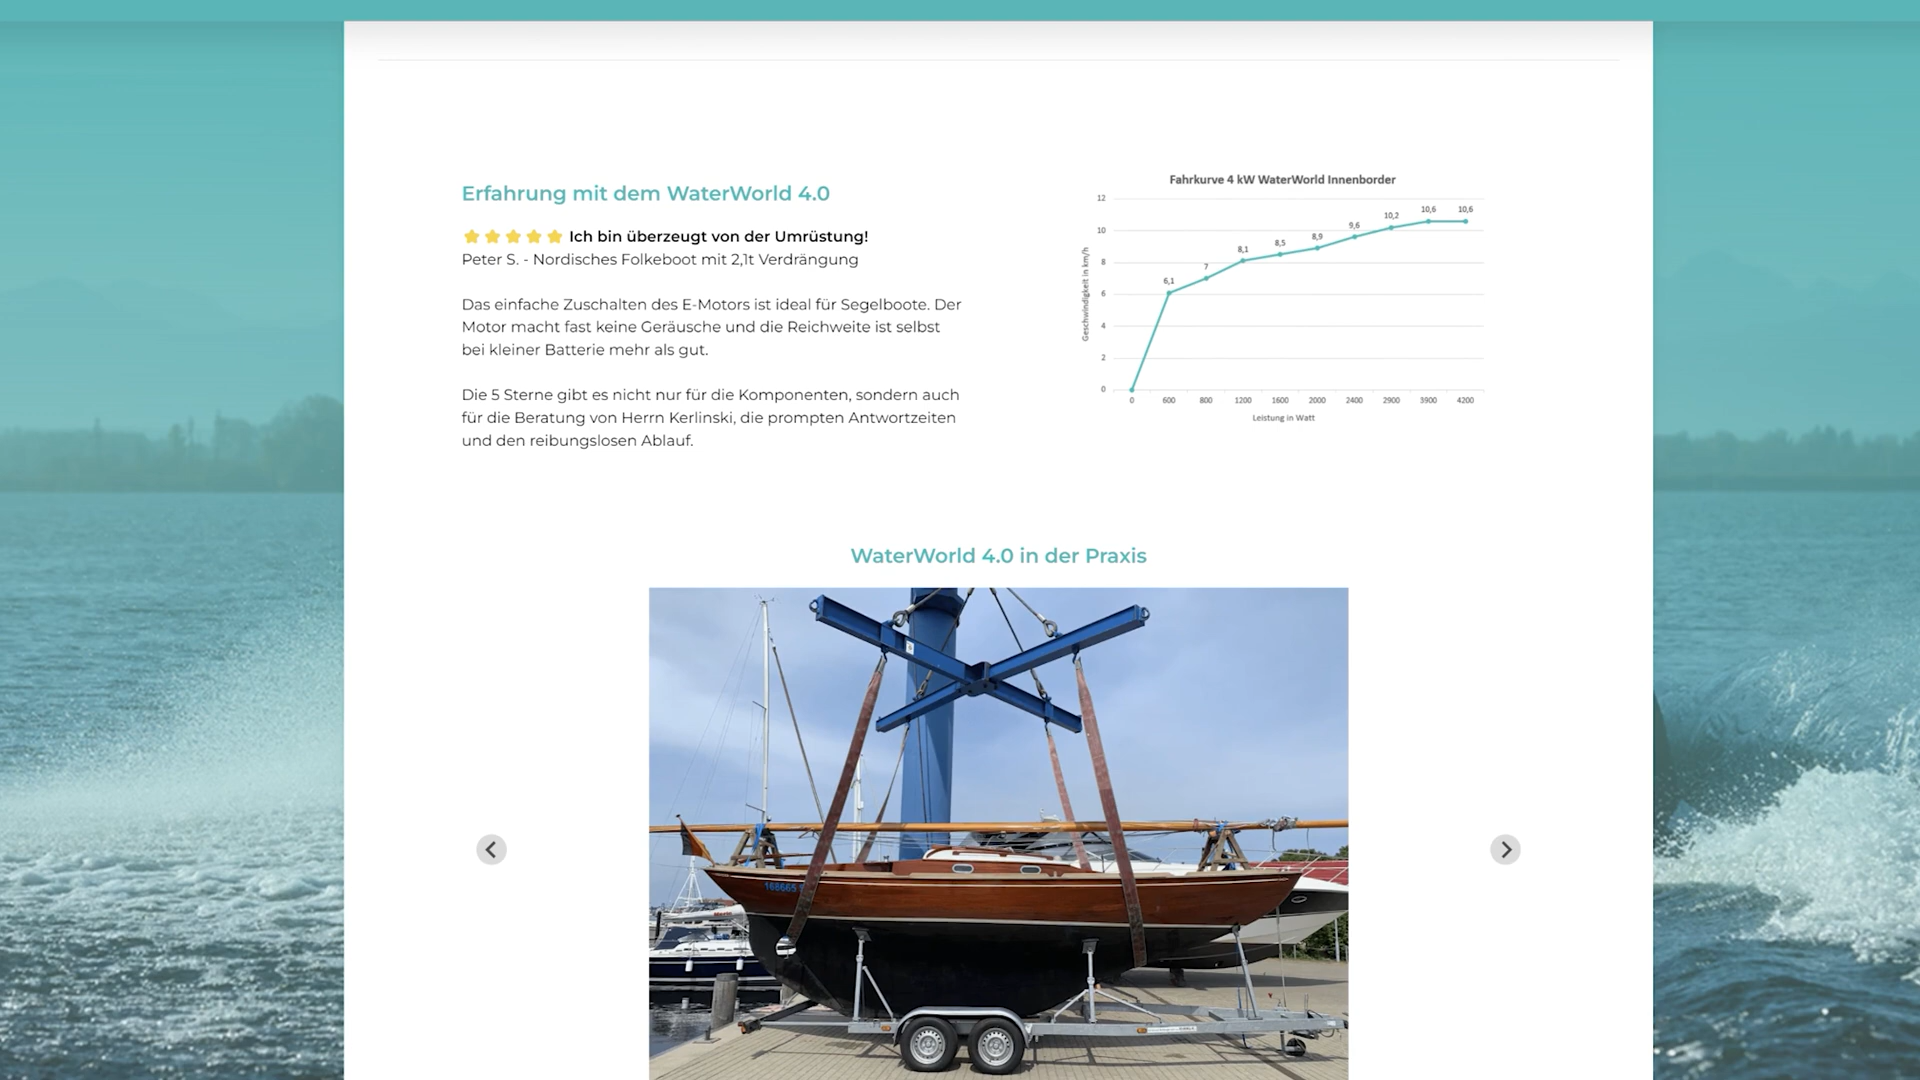 Erfahrung mit dem WaterWorld 4.0
Ich bin überzeugt von der Umrüstung!
Peter S. - Nordisches Folkeboot mit 2,1t Verdrängung
Das einfache Zuschalten des E-Motors ist ideal für Segelboote. Der
Motor macht fast keine Geräusche und die Reichweite ist selbst
bei kleiner Batterie mehr als gut.
Die 5 Sterne gibt es nicht nur für die Komponenten, sondern auch
für die Beratung von Herrn Kerlinski, die prompten Antwortzeiten
und den reibungslosen Ablauf.
Fahrkurve 4 kW WaterWorld Innenborder
Geschwindigkeit in km/h
12
10
8
6
4
2
0
6,1
7
8,1
8,5
8,9
9,6
10,2
10,6
10,6
0 600 800 1200 1600 2000 2400 2900 3900 4200
Leistung in Watt
WaterWorld 4.0 in der Praxis
168665